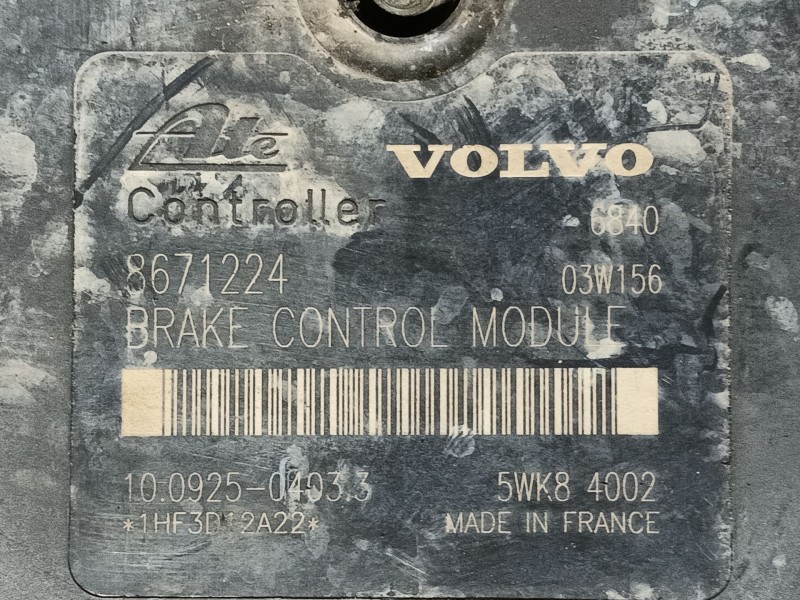 Ate VOLVO
Controller 6840
8671224 03W156
BRAKE CONTROL MODULE
10.0925-0403.3 5WK8 4002
*1HF3D12A22* MADE IN FRANCE